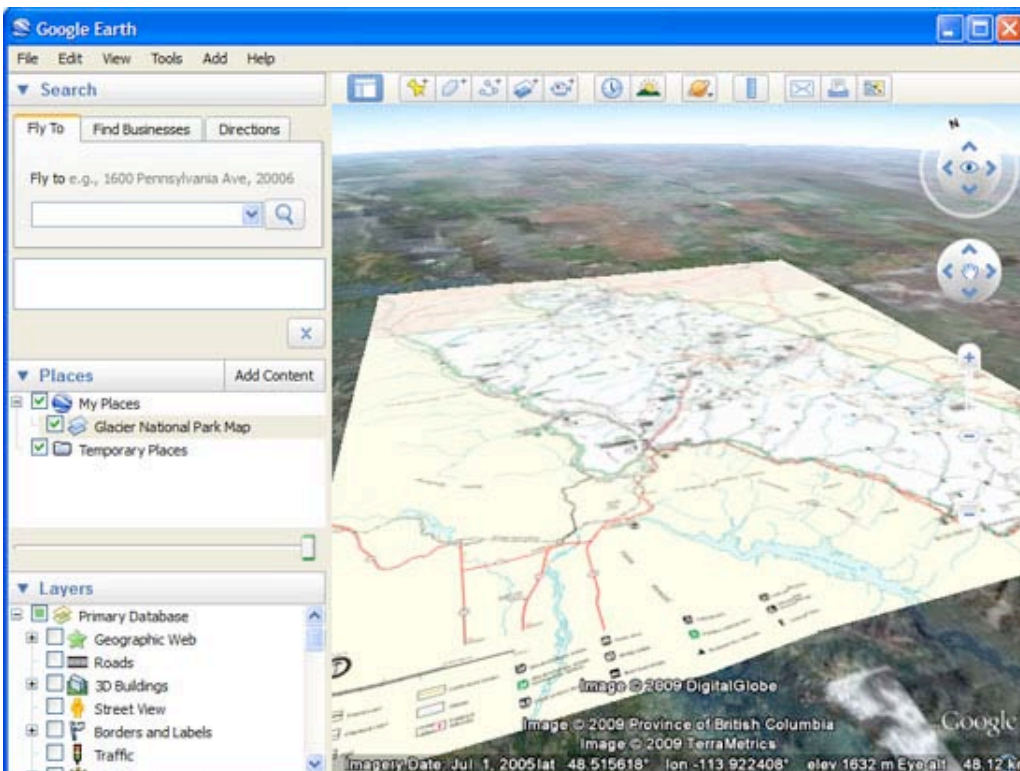 Google Earth
File Edit View Tools Add Help
Search
Fly To Find Businesses Directions
Fly to e.g., 1600 Pennsylvania Ave, 20006
Places Add Content
My Places
Glacier National Park Map
Temporary Places
Layers
Primary Database
Geographic Web
Roads
3D Buildings
Street View
Borders and Labels
Traffic
N
Image © 2009 DigitalGlobe
Image © 2009 Province of British Columbia
Image © 2009 TerraMetrics
Google
Imagery Date: Jul 1, 2005 lat 48.515618° lon -113.922408° elev 1632 m Eye alt 48.12 km